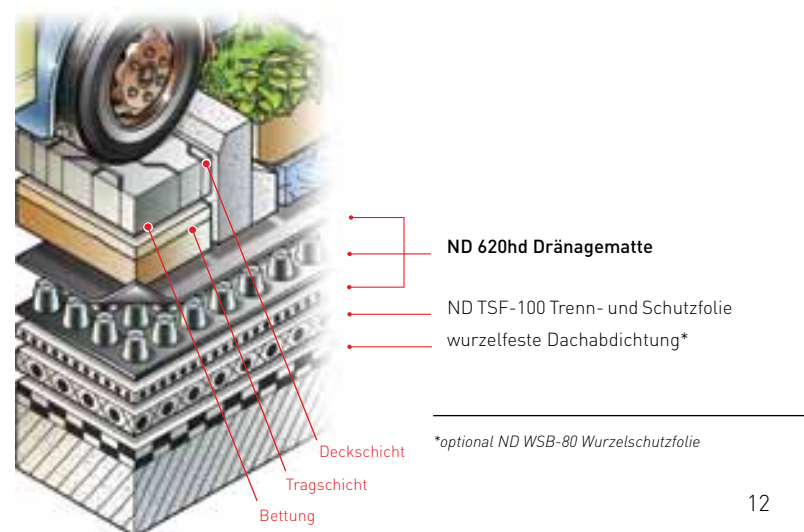 ND 620hd Dränagematte
ND TSF-100 Trenn- und Schutzfolie
wurzelfeste Dachabdichtung*
*optional ND WSB-80 Wurzelschutzfolie
Deckschicht
Tragschicht
Bettung
12